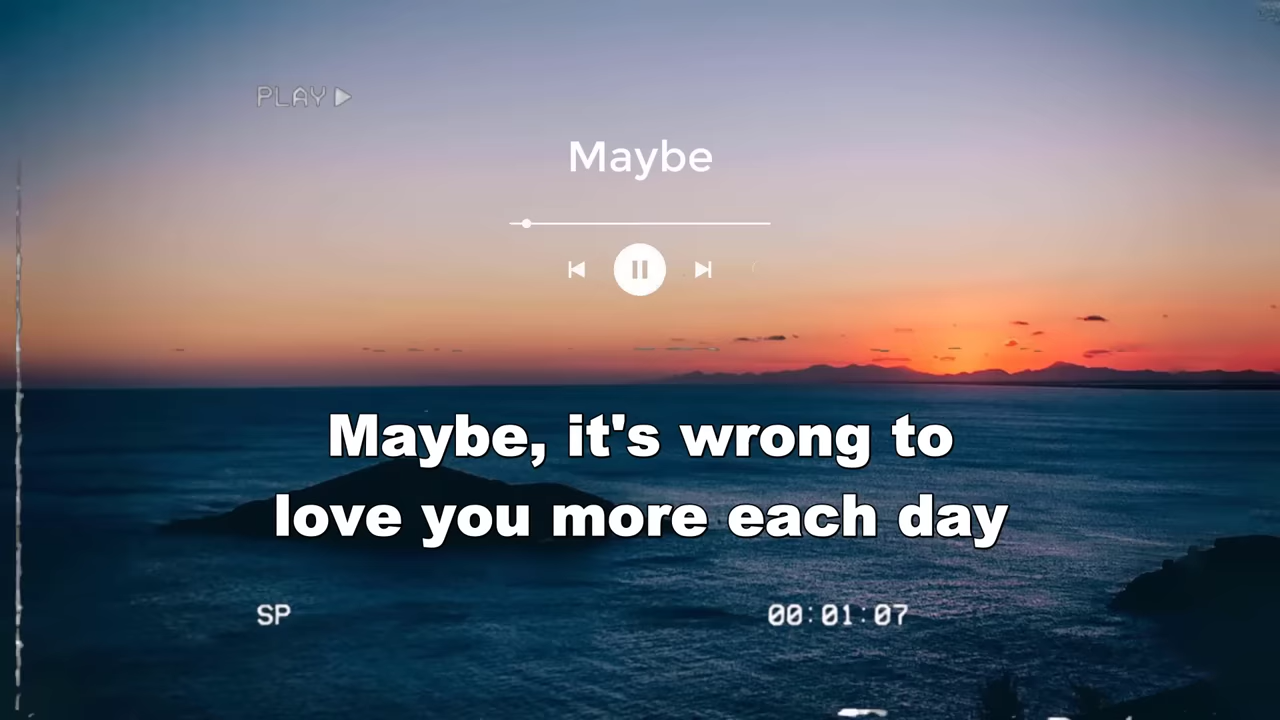 PLAY
Maybe
Maybe, it's wrong to
love you more each day
SP
00:01:07